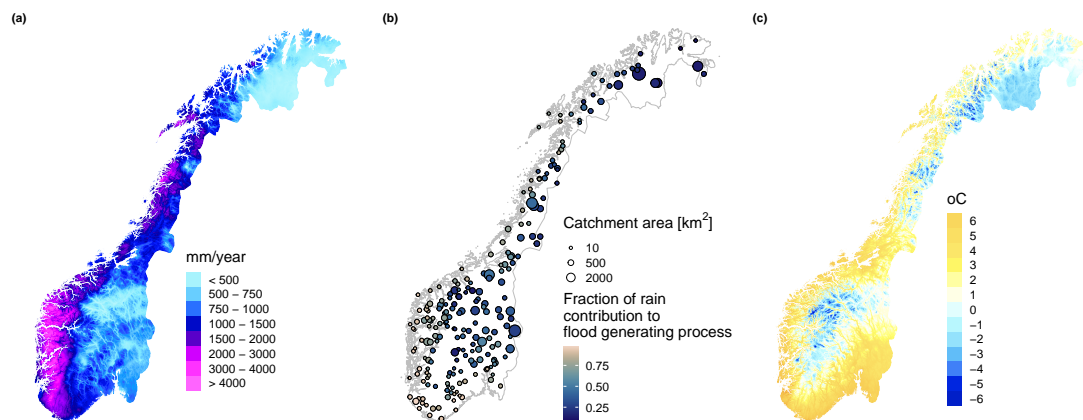 (a)
mm/year
< 500
500 − 750
750 − 1000
1000 − 1500
1500 − 2000
2000 − 3000
3000 − 4000
> 4000
(b)
Catchment area [km²]
10
500
2000
Fraction of rain
contribution to
flood generating process
0.75
0.50
0.25
(c)
oC
6
5
4
3
2
1
0
−1
−2
−3
−4
−5
−6